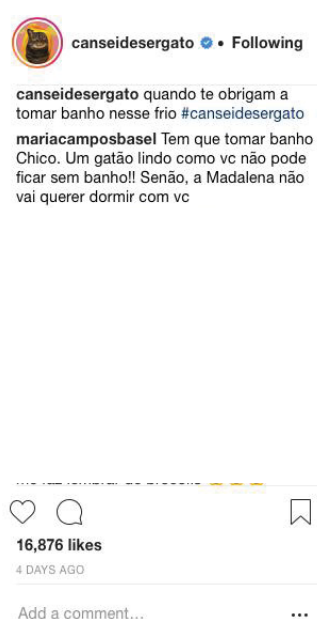 canseidesergato • Following
canseidesergato quando te obrigam a
tomar banho nesse frio #canseidesergato
mariacamposbasel Tem que tomar banho
Chico. Um gatão lindo como vc não pode
ficar sem banho!! Senão, a Madalena não
vai querer dormir com vc
16,876 likes
4 DAYS AGO
Add a comment...